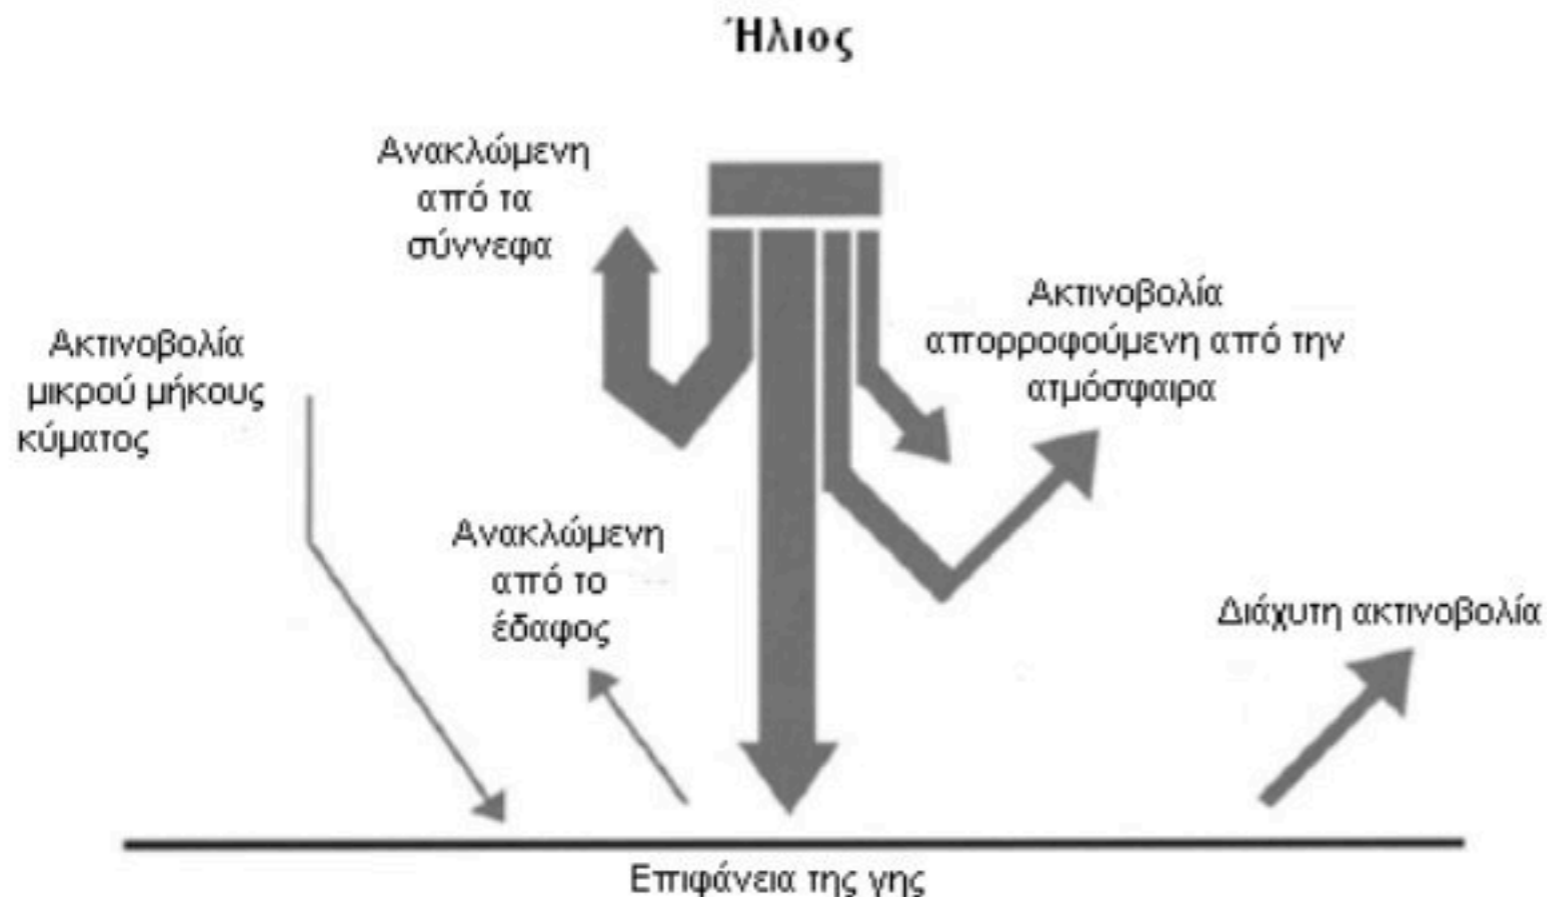 Ήλιος
Ανακλώμενη
από τα
σύννεφα
Ακτινοβολία
απορροφούμενη από την
ατμόσφαιρα
Ακτινοβολία
μικρού μήκους
κύματος
Ανακλώμενη
από το
έδαφος
Διάχυτη ακτινοβολία
Επιφάνεια της γης